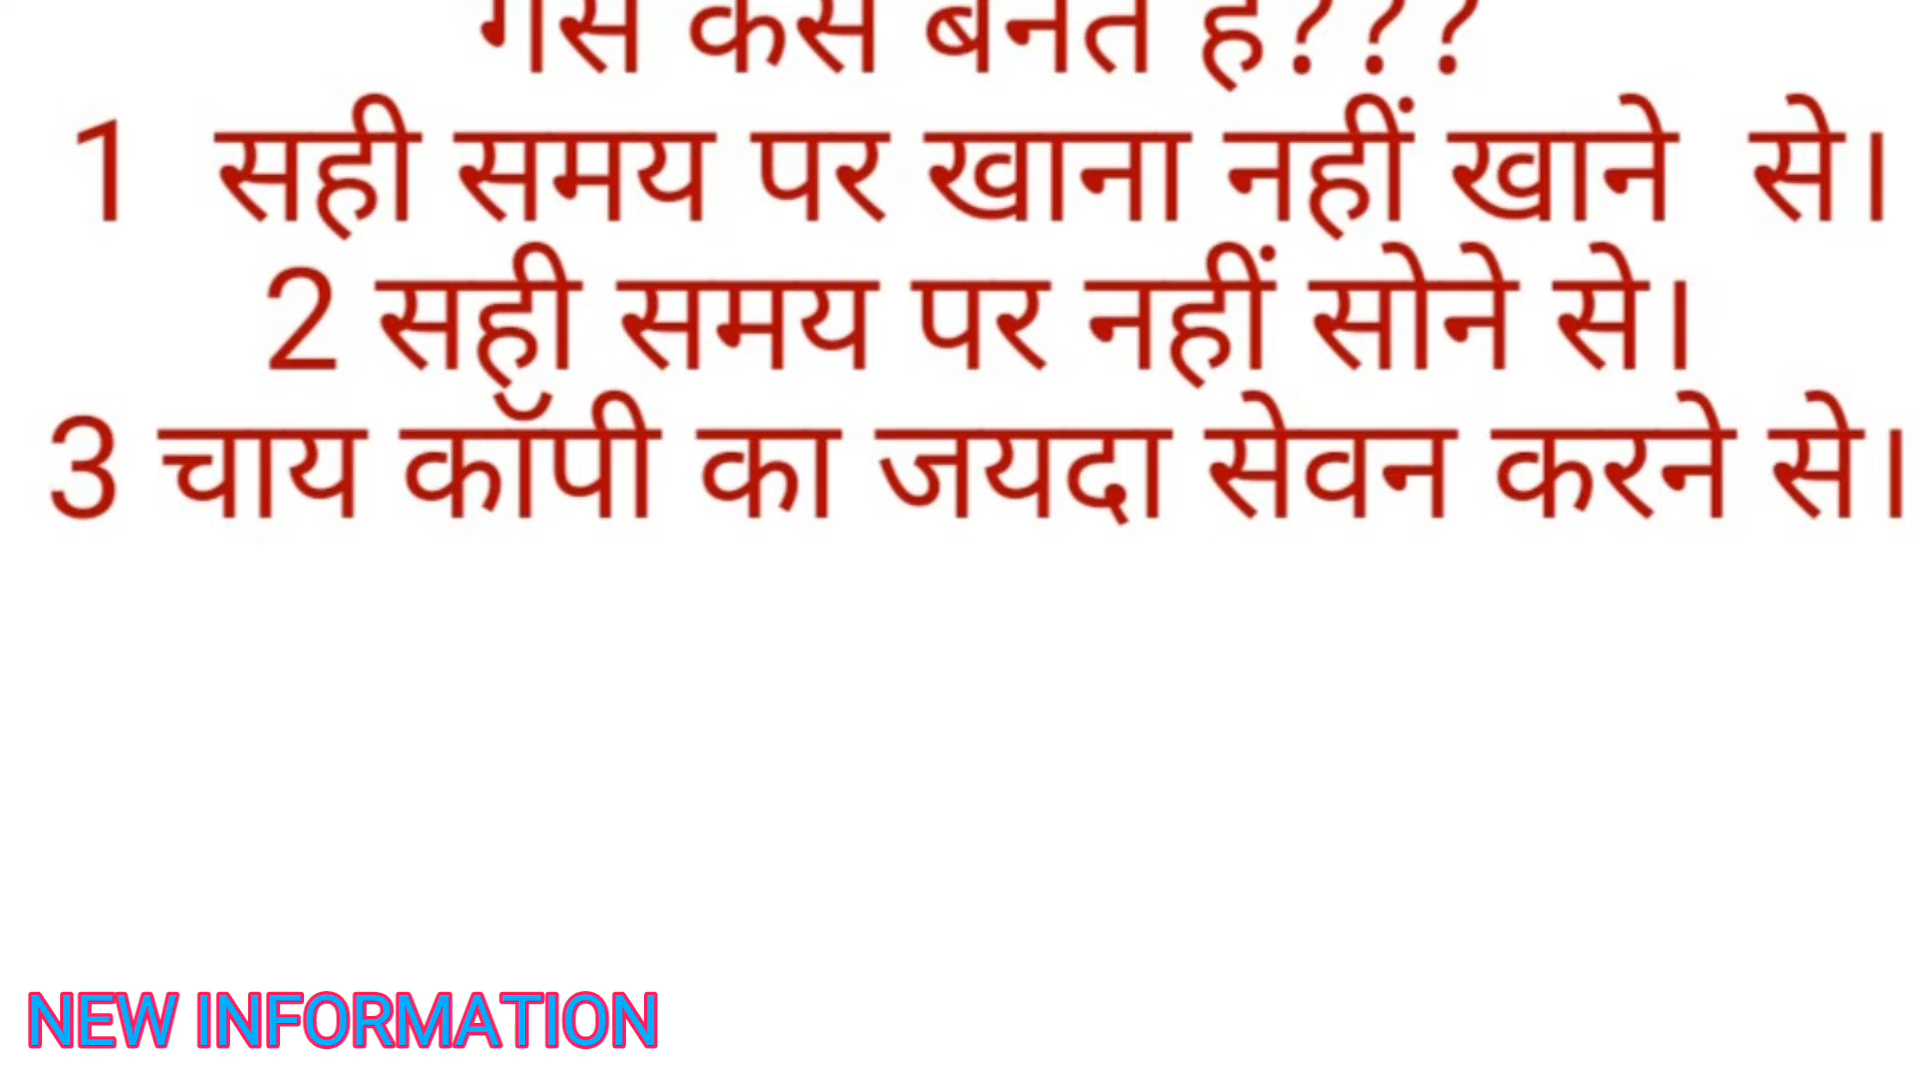 1 सही समय पर खाना नहीं खाने से।
2 सही समय पर नहीं सोने से।
3 चाय कॉपी का जयदा सेवन करने से।
NEW INFORMATION